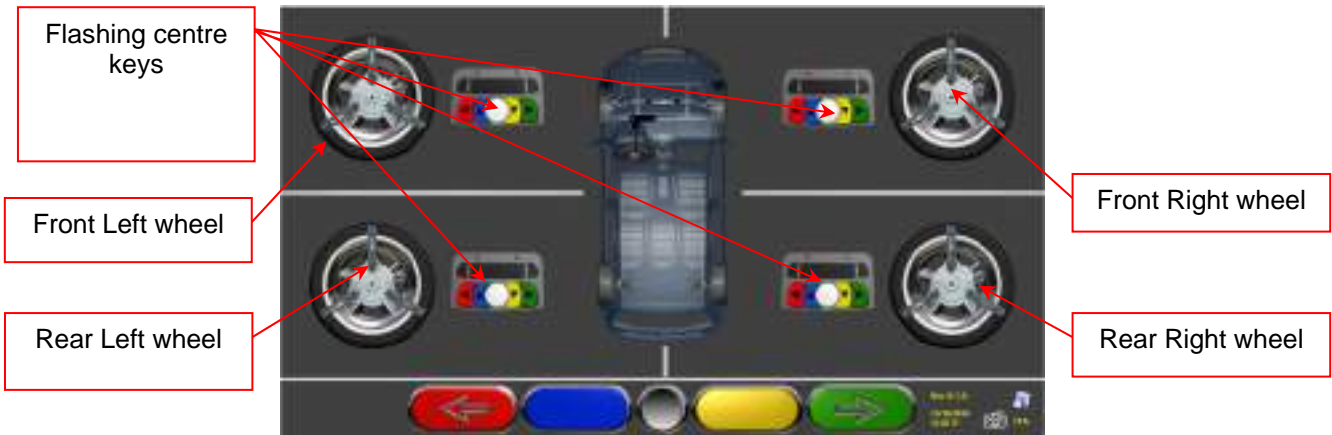 Flashing centre
keys
Front Left wheel
Front Right wheel
Rear Left wheel
Rear Right wheel